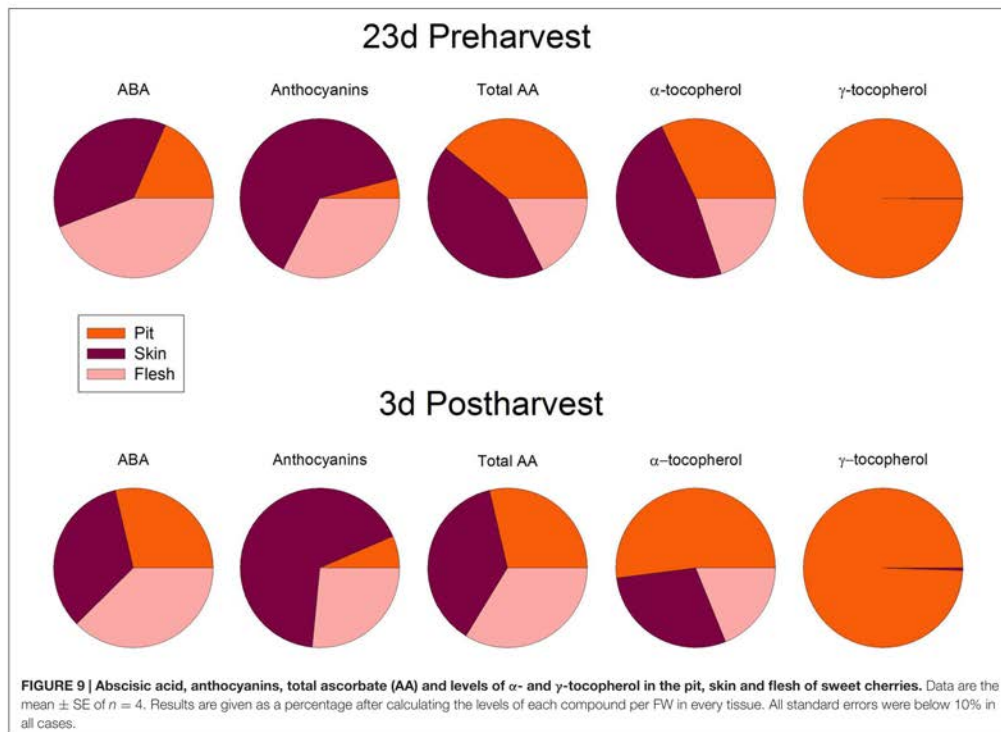 23d Preharvest
ABA Anthocyanins Total AA α-tocopherol γ-tocopherol
Pit
Skin
Flesh
3d Postharvest
ABA Anthocyanins Total AA α–tocopherol γ–tocopherol
FIGURE 9 | Abscisic acid, anthocyanins, total ascorbate (AA) and levels of α- and γ-tocopherol in the pit, skin and flesh of sweet cherries. Data are the
mean ± SE of n = 4. Results are given as a percentage after calculating the levels of each compound per FW in every tissue. All standard errors were below 10% in
all cases.